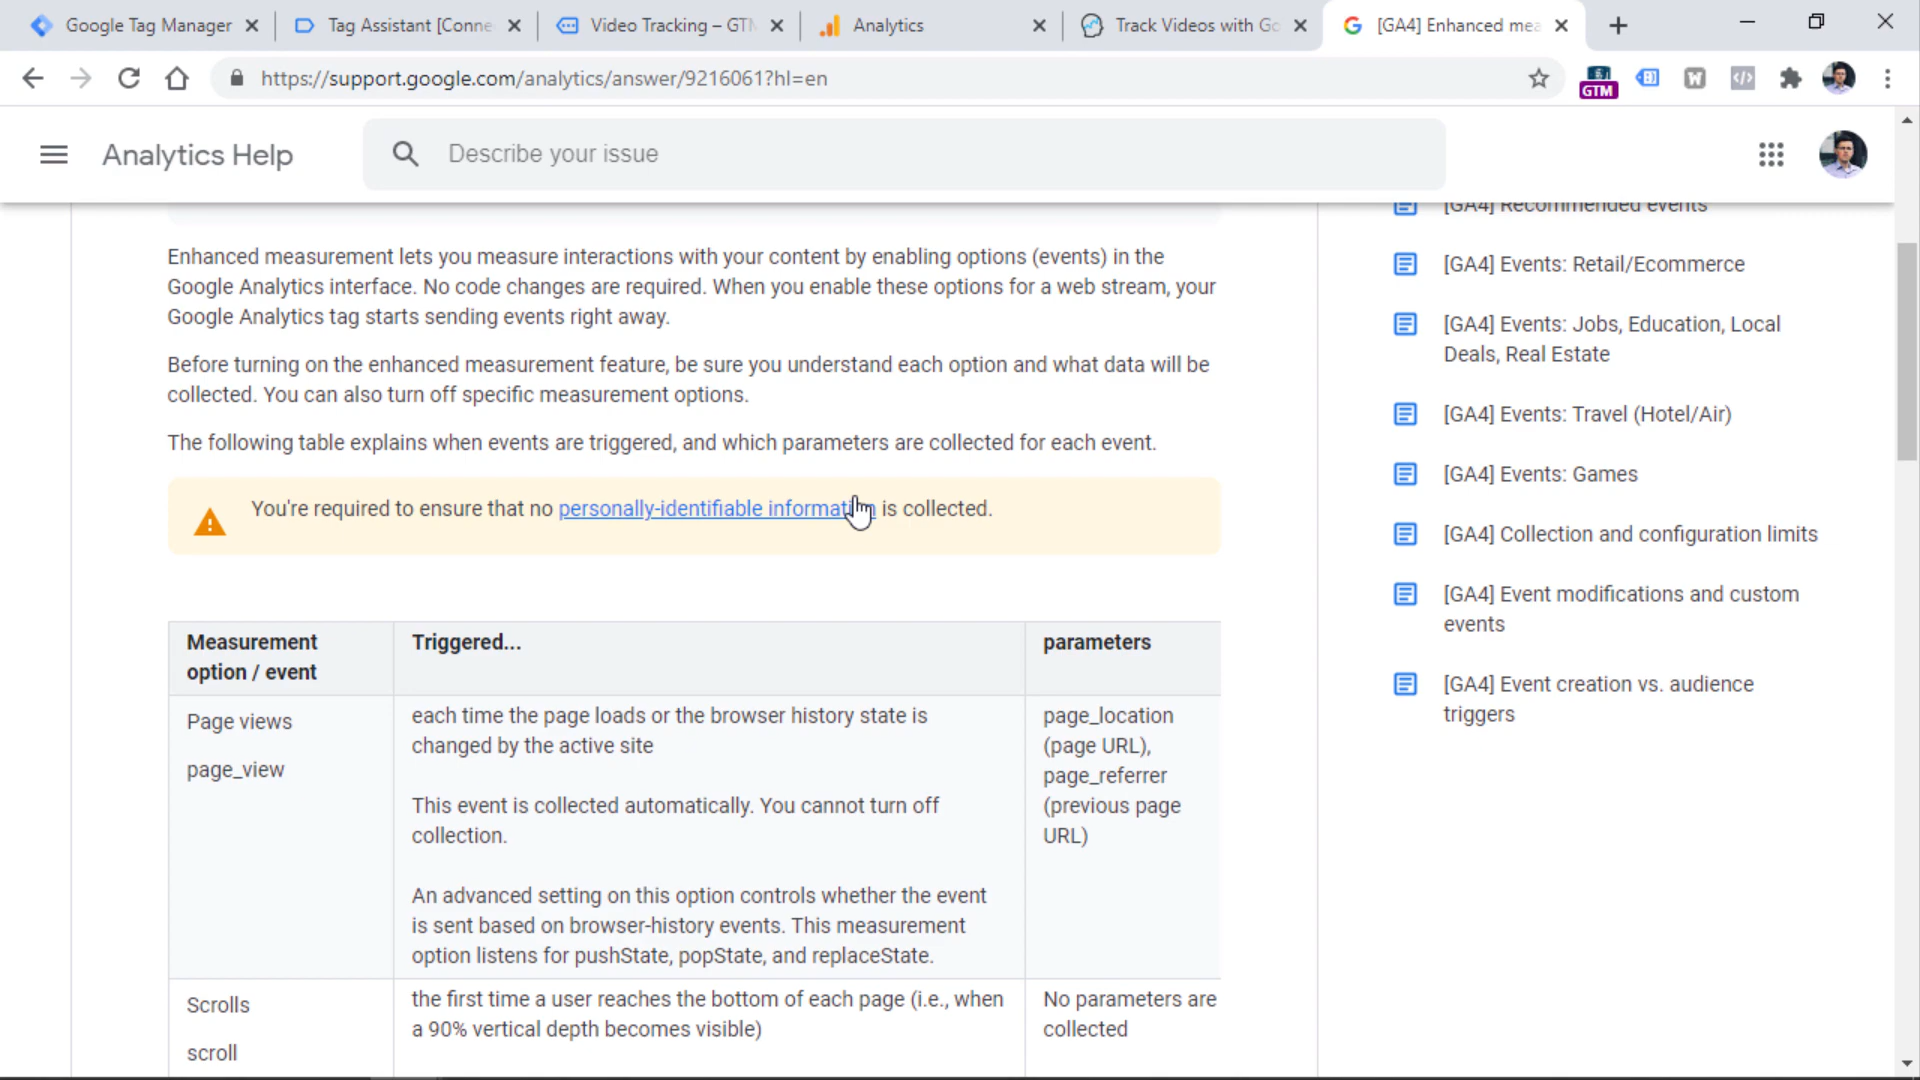 Google Tag Manager
Tag Assistant [Conne
Video Tracking – GTM
Analytics
Track Videos with Go
[GA4] Enhanced mea
https://support.google.com/analytics/answer/9216061?hl=en
GTM
W
Analytics Help
Describe your issue
Enhanced measurement lets you measure interactions with your content by enabling options (events) in the
Google Analytics interface. No code changes are required. When you enable these options for a web stream, your
Google Analytics tag starts sending events right away.
Before turning on the enhanced measurement feature, be sure you understand each option and what data will be
collected. You can also turn off specific measurement options.
The following table explains when events are triggered, and which parameters are collected for each event.
You're required to ensure that no personally-identifiable information is collected.
Measurement
option / event
Triggered...
parameters
Page views
page_view
each time the page loads or the browser history state is
changed by the active site
This event is collected automatically. You cannot turn off
collection.
An advanced setting on this option controls whether the event
is sent based on browser-history events. This measurement
option listens for pushState, popState, and replaceState.
page_location
(page URL),
page_referrer
(previous page
URL)
Scrolls
scroll
the first time a user reaches the bottom of each page (i.e., when
a 90% vertical depth becomes visible)
No parameters are
collected
[GA4] Recommended events
[GA4] Events: Retail/Ecommerce
[GA4] Events: Jobs, Education, Local
Deals, Real Estate
[GA4] Events: Travel (Hotel/Air)
[GA4] Events: Games
[GA4] Collection and configuration limits
[GA4] Event modifications and custom
events
[GA4] Event creation vs. audience
triggers